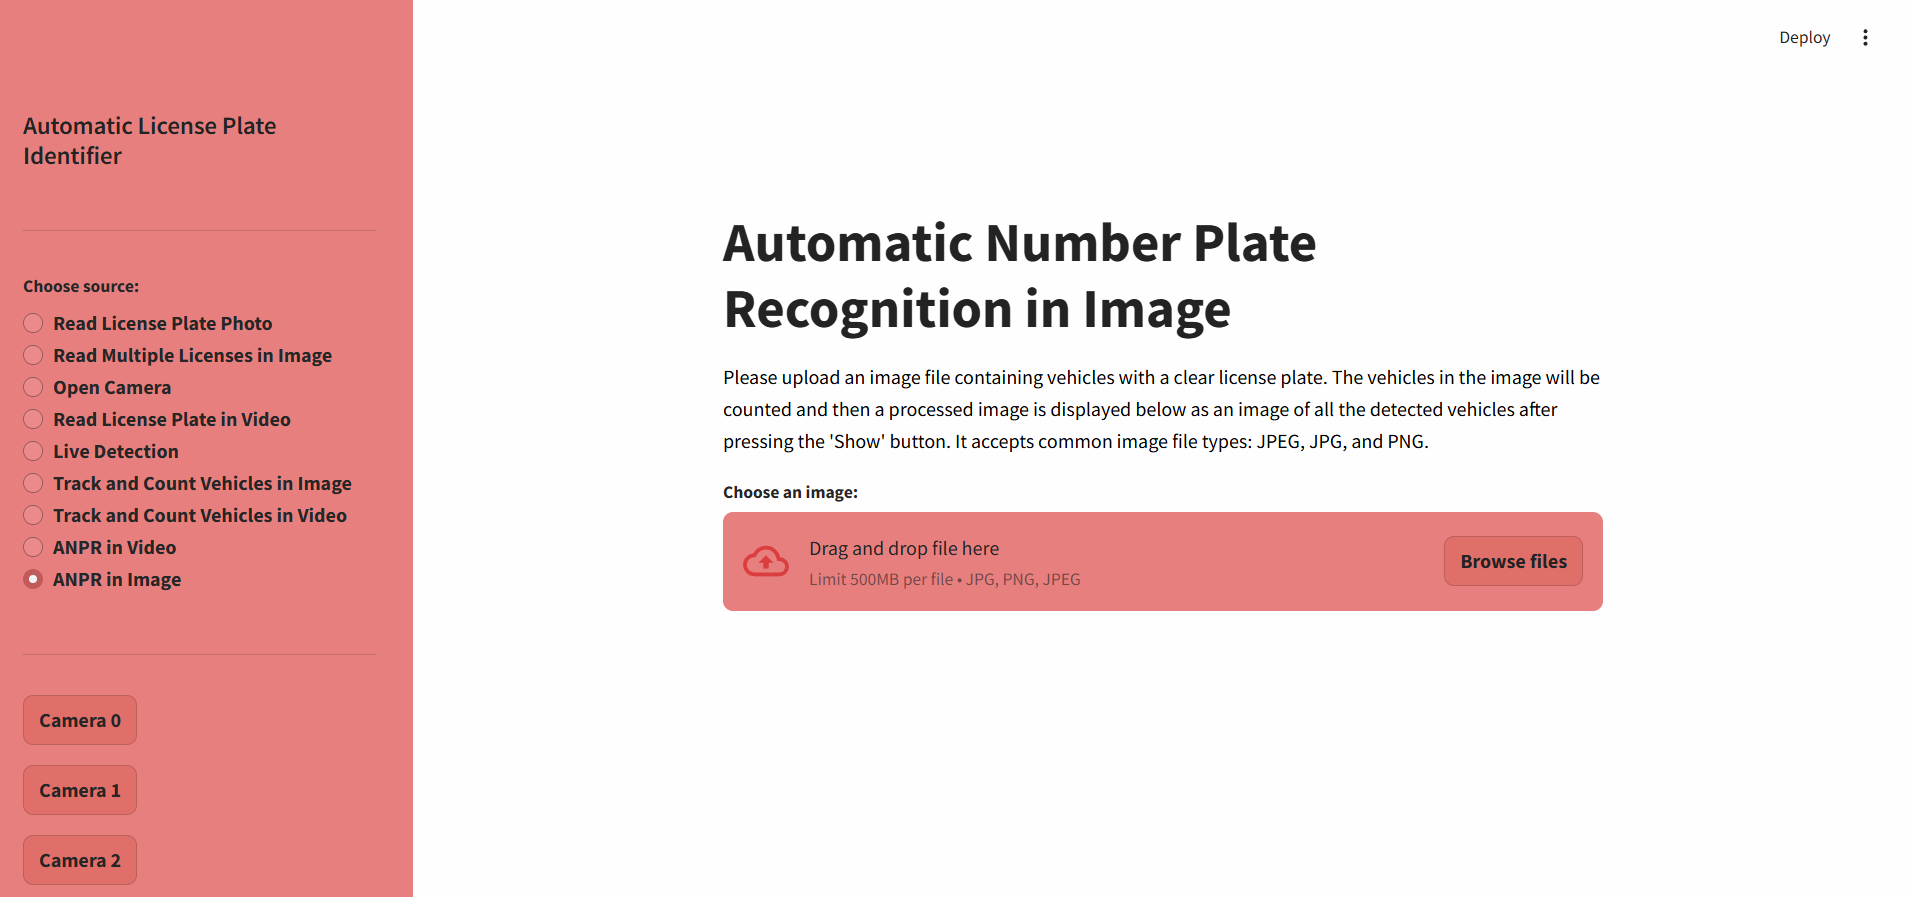 Deploy
Automatic License Plate
Identifier
Choose source:
Read License Plate Photo
Read Multiple Licenses in Image
Open Camera
Read License Plate in Video
Live Detection
Track and Count Vehicles in Image
Track and Count Vehicles in Video
ANPR in Video
ANPR in Image
Camera 0
Camera 1
Camera 2
Automatic Number Plate
Recognition in Image
Please upload an image file containing vehicles with a clear license plate. The vehicles in the image will be
counted and then a processed image is displayed below as an image of all the detected vehicles after
pressing the 'Show' button. It accepts common image file types: JPEG, JPG, and PNG.
Choose an image:
Drag and drop file here
Limit 500MB per file • JPG, PNG, JPEG
Browse files